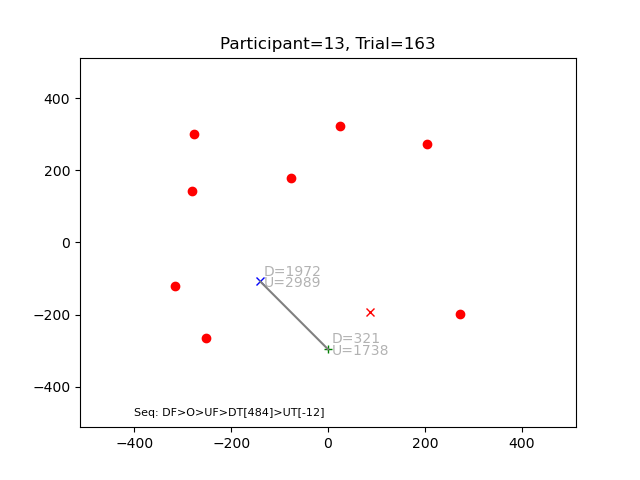 Participant=13, Trial=163
400
200
0
−200
−400
D=1972
U=2989
D=321
U=1738
Seq: DF>O>UF>DT[484]>UT[-12]
−400 −200 0 200 400